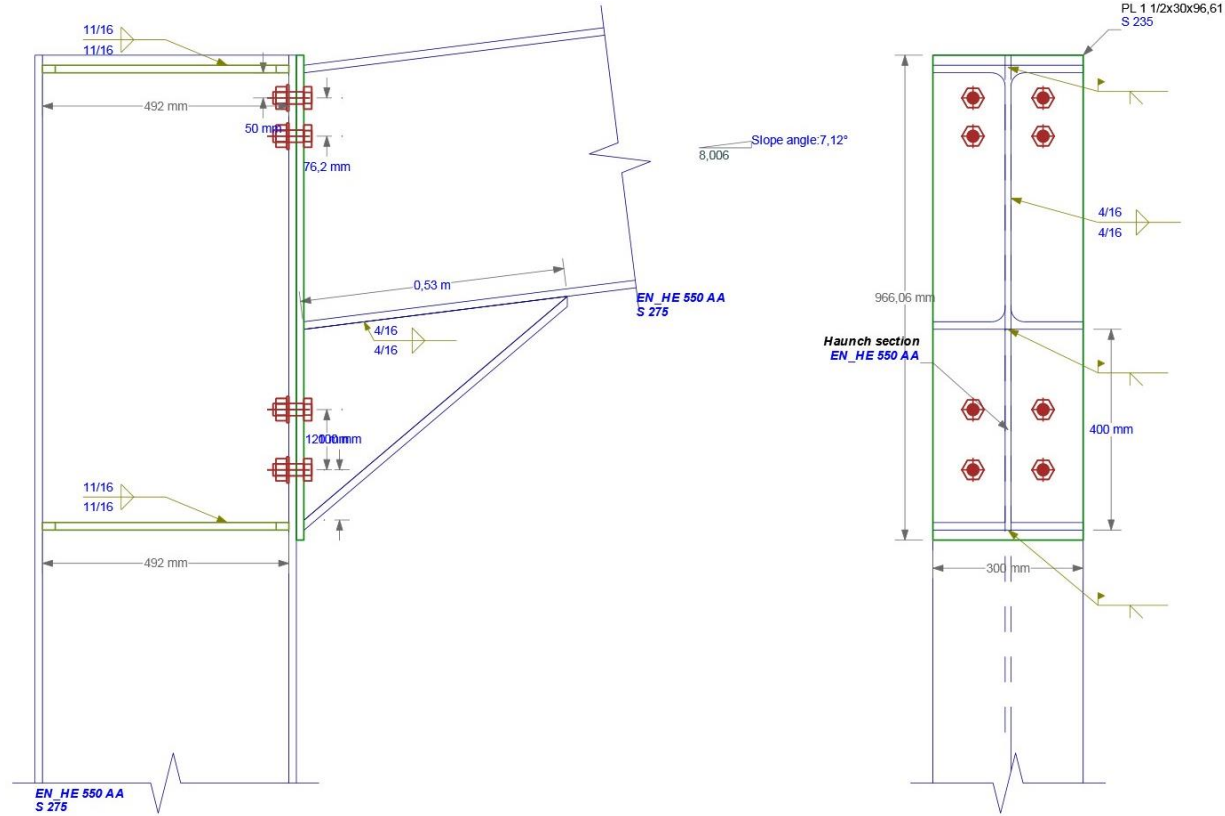 11/16
11/16
492 mm
50 mm
76,2 mm
8,006
Slope angle:7,12°
0,53 m
EN_HE 550 AA
S 275
4/16
4/16
11/16
11/16
492 mm
EN_HE 550 AA
S 275
PL 1 1/2x30x96,61
S 235
4/16
4/16
966,06 mm
Haunch section
EN_HE 550 AA
400 mm
300 mm